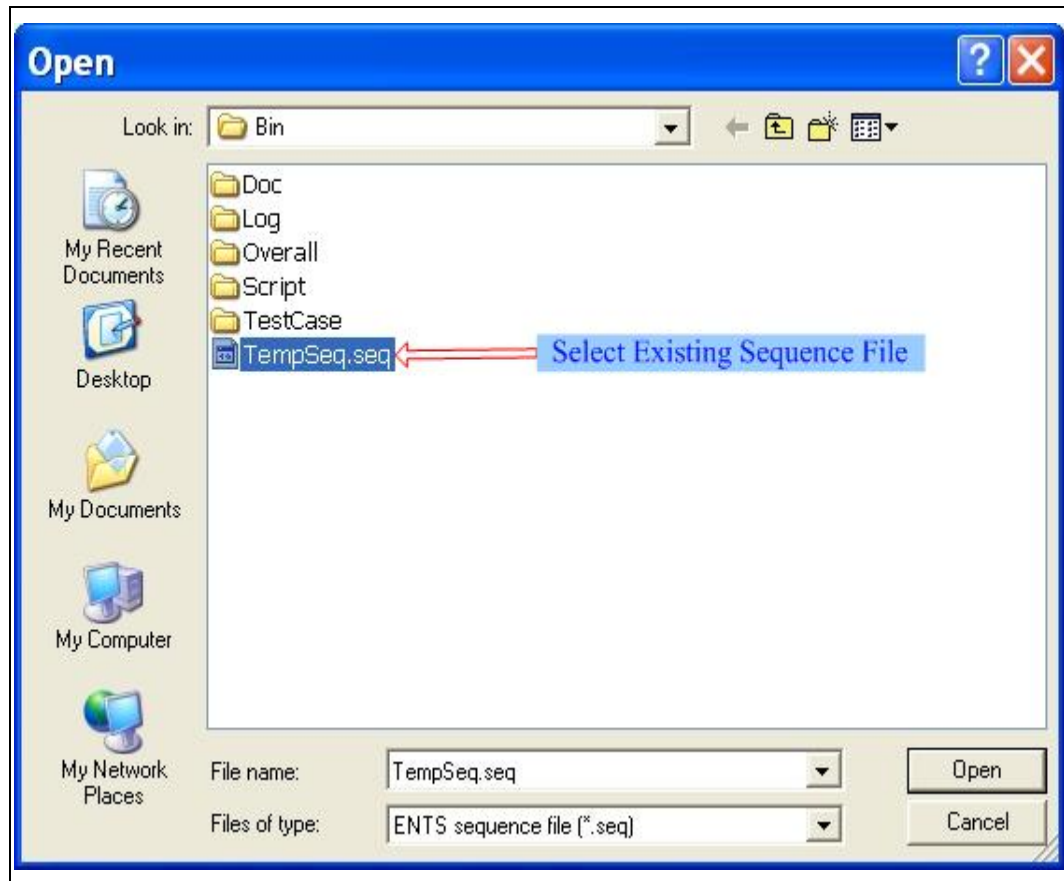 Open
Look in:
Bin
My Recent
Documents
Desktop
My Documents
My Computer
My Network
Places
Doc
Log
Overall
Script
TestCase
TempSeq.seq
Select Existing Sequence File
File name:
TempSeq.seq
Open
Files of type:
ENTS sequence file (*.seq)
Cancel